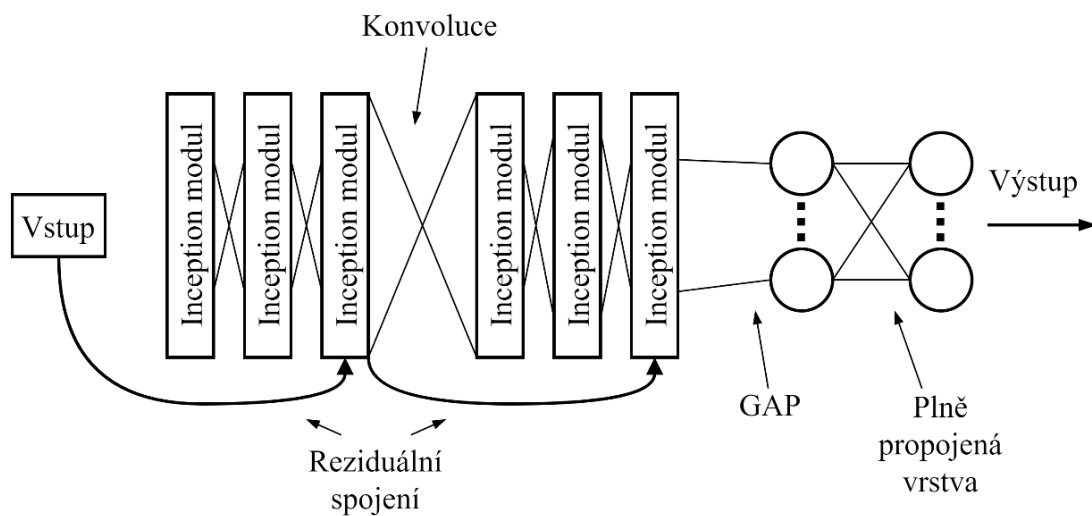 Konvoluce
Vstup
Inception modul
Inception modul
Inception modul
Inception modul
Inception modul
Inception modul
Výstup
GAP
Plně
propojená
vrstva
Reziduální
spojení